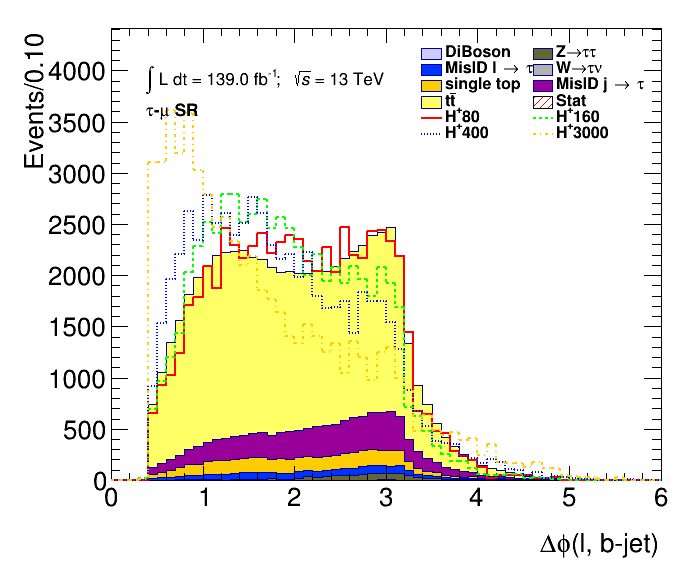 Events/0.10
4000
3500
3000
2500
2000
1500
1000
500
0
∫ L dt = 139.0 fb⁻¹; √s = 13 TeV
τ-μ SR
DiBoson Z→ττ
MisID l → τ W→τν
single top MisID j → τ
tt̄ Stat
H⁺80 H⁺160
H⁺400 H⁺3000
0 1 2 3 4 5 6
Δϕ(l, b-jet)